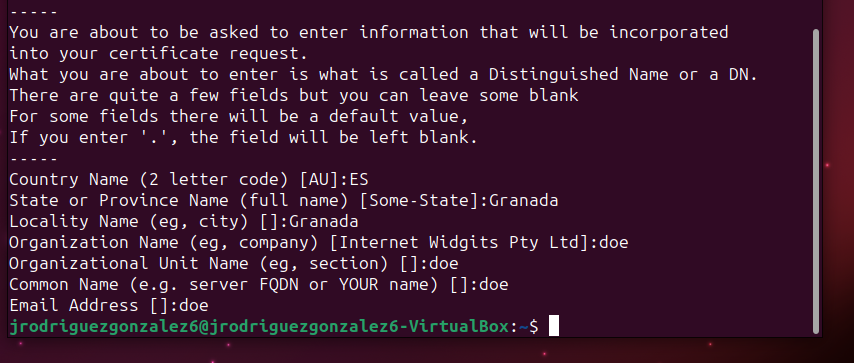 -----
You are about to be asked to enter information that will be incorporated
into your certificate request.
What you are about to enter is what is called a Distinguished Name or a DN.
There are quite a few fields but you can leave some blank
For some fields there will be a default value,
If you enter '.', the field will be left blank.
-----
Country Name (2 letter code) [AU]:ES
State or Province Name (full name) [Some-State]:Granada
Locality Name (eg, city) []:Granada
Organization Name (eg, company) [Internet Widgits Pty Ltd]:doe
Organizational Unit Name (eg, section) []:doe
Common Name (e.g. server FQDN or YOUR name) []:doe
Email Address []:doe
jrodriguezgonzalez6@jrodriguezgonzalez6-VirtualBox:~$